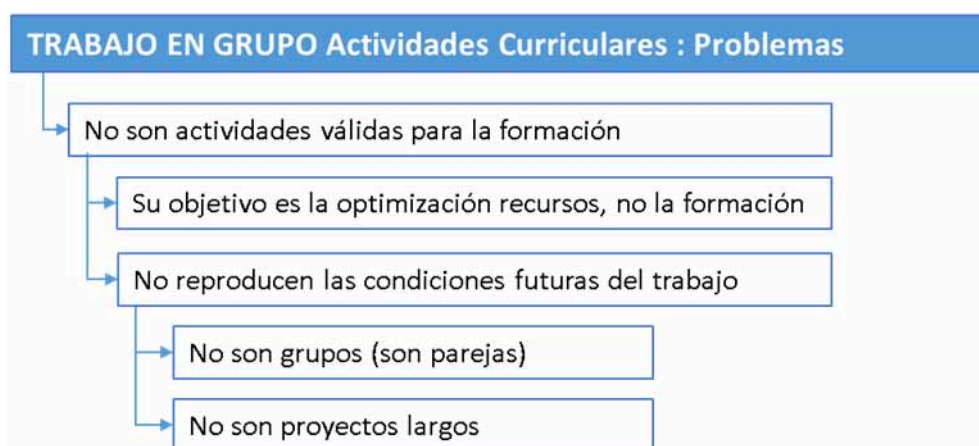 TRABAJO EN GRUPO Actividades Curriculares : Problemas
No son actividades válidas para la formación
Su objetivo es la optimización recursos, no la formación
No reproducen las condiciones futuras del trabajo
No son grupos (son parejas)
No son proyectos largos